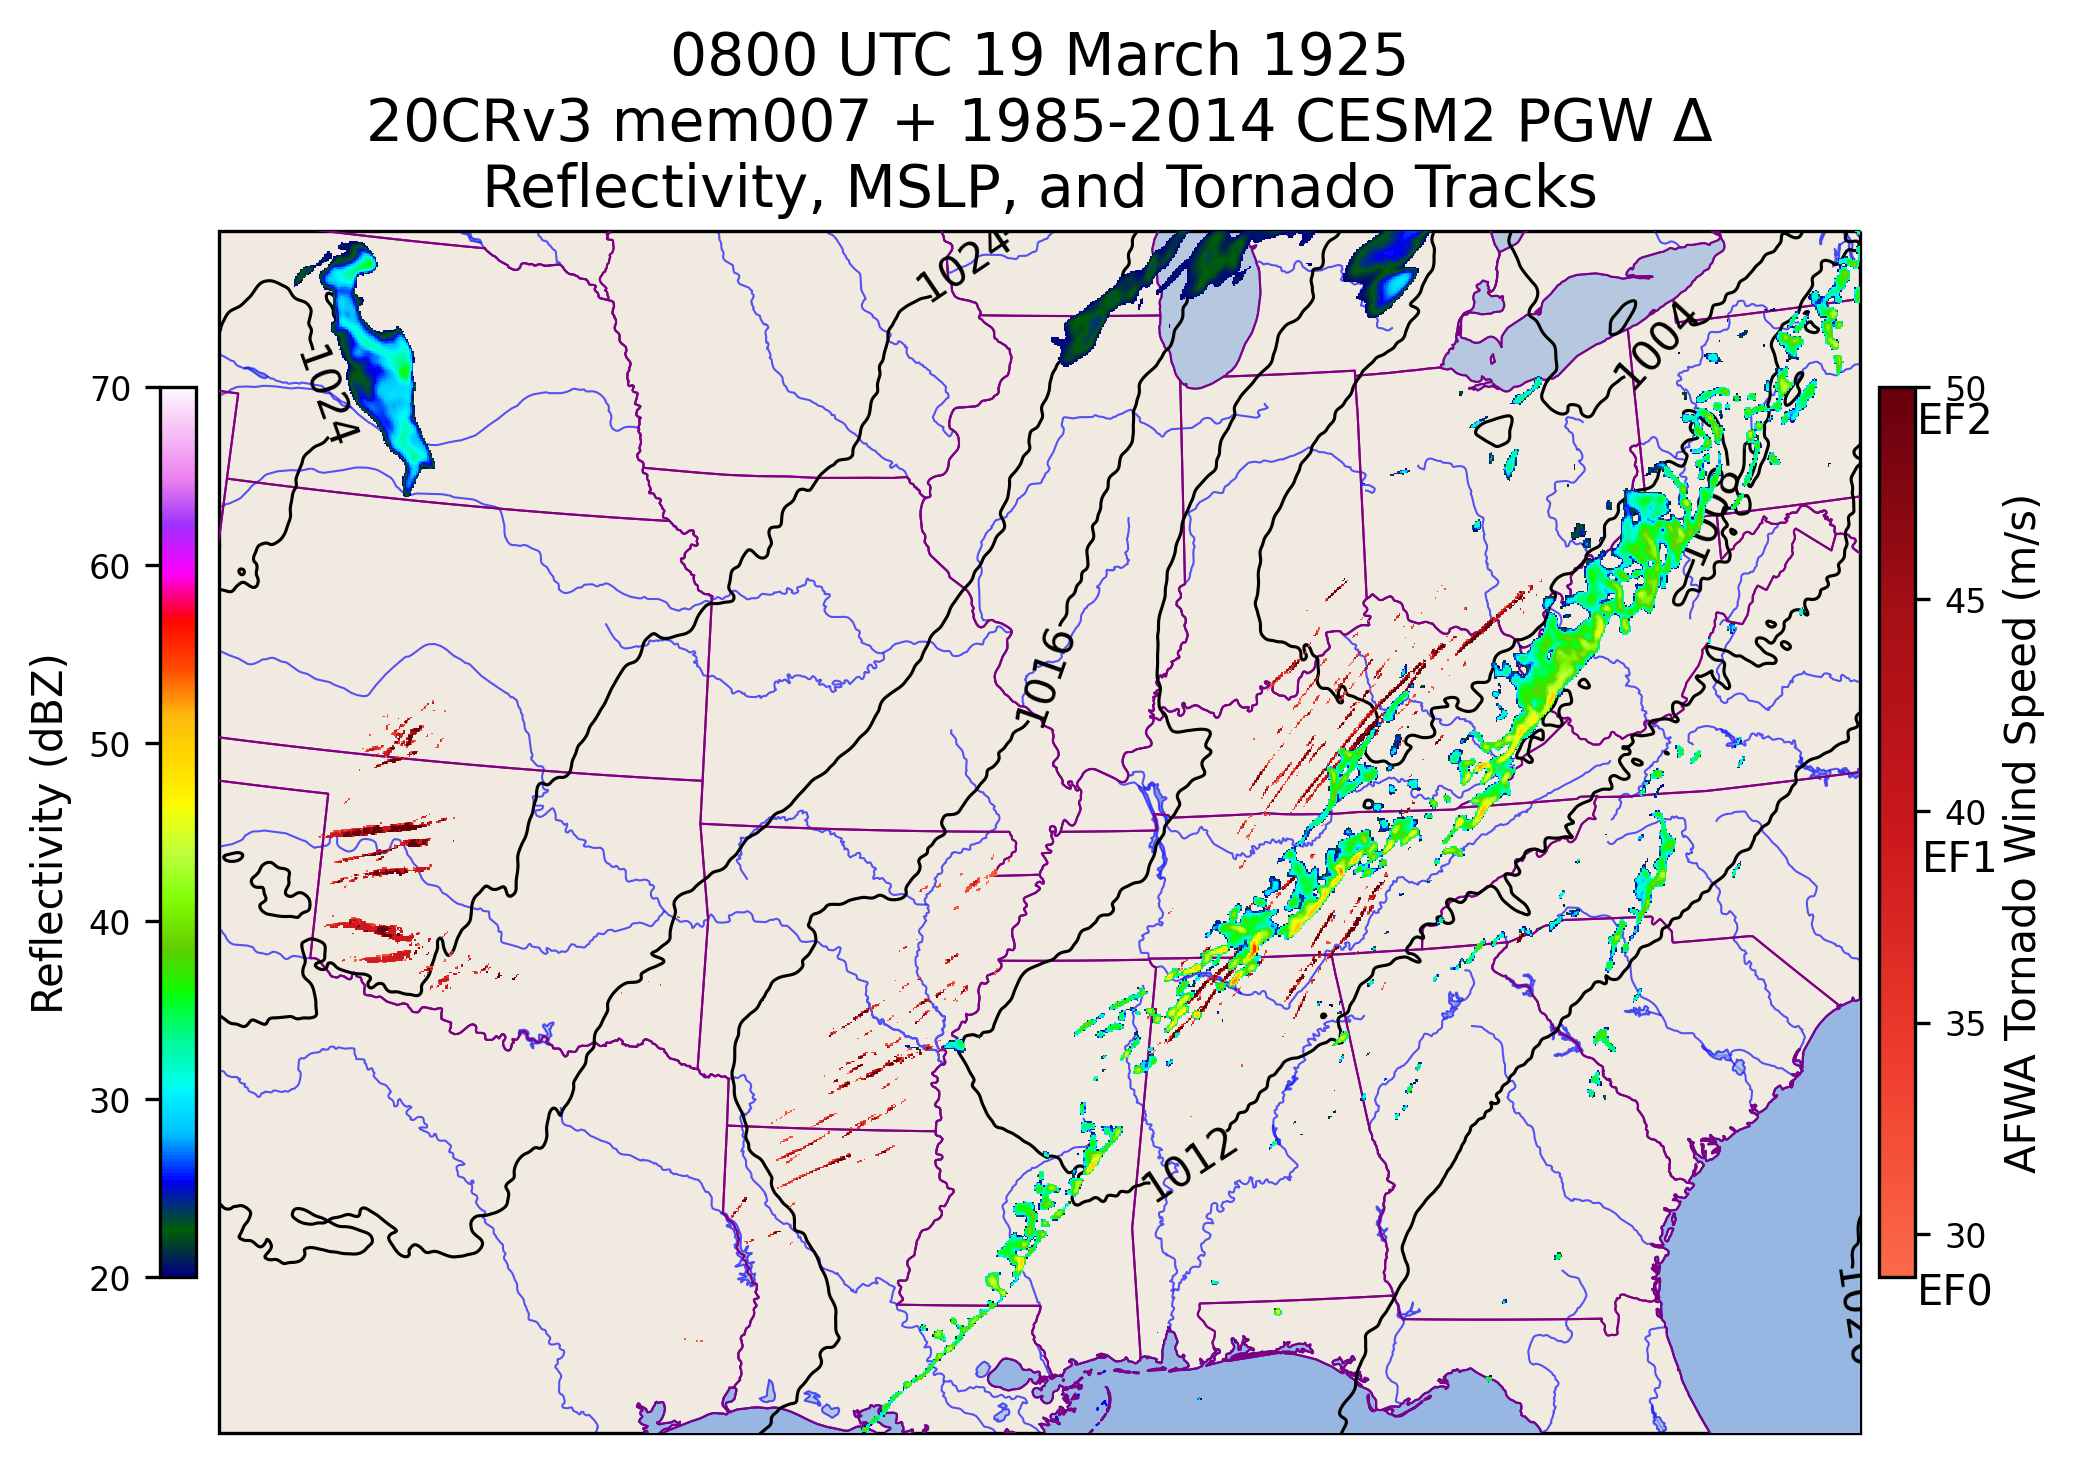 0800 UTC 19 March 1925
20CRv3 mem007 + 1985-2014 CESM2 PGW Δ
Reflectivity, MSLP, and Tornado Tracks
1024
1024
1004
1008
1016
1012
1020
70
60
50
40
30
20
Reflectivity (dBZ)
50
EF2
45
40
EF1
35
30
EF0
AFWA Tornado Wind Speed (m/s)